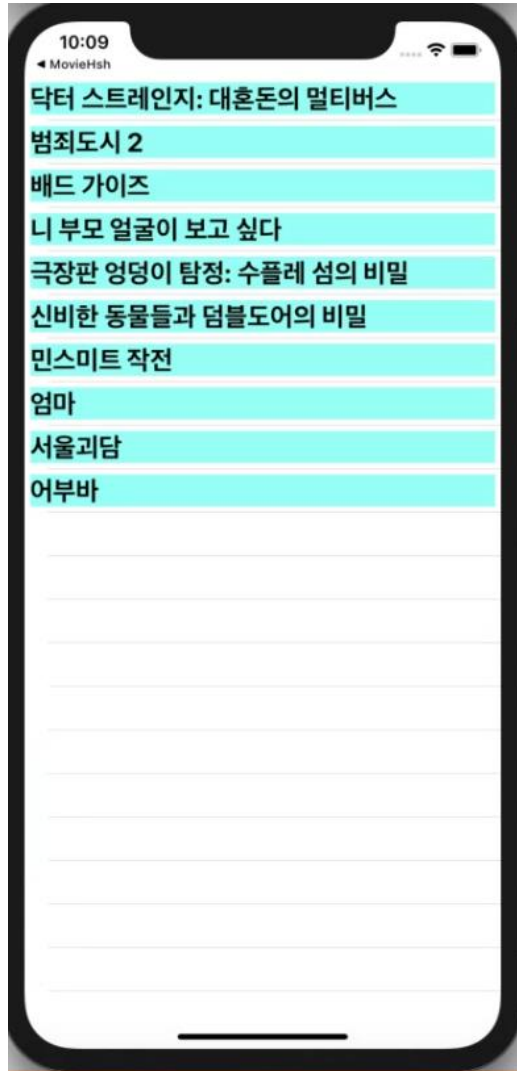 10:09
◀ MovieHsh
닥터 스트레인지: 대혼돈의 멀티버스
범죄도시 2
배드 가이즈
니 부모 얼굴이 보고 싶다
극장판 엉덩이 탐정: 수플레 섬의 비밀
신비한 동물들과 덤블도어의 비밀
민스미트 작전
엄마
서울괴담
어부바